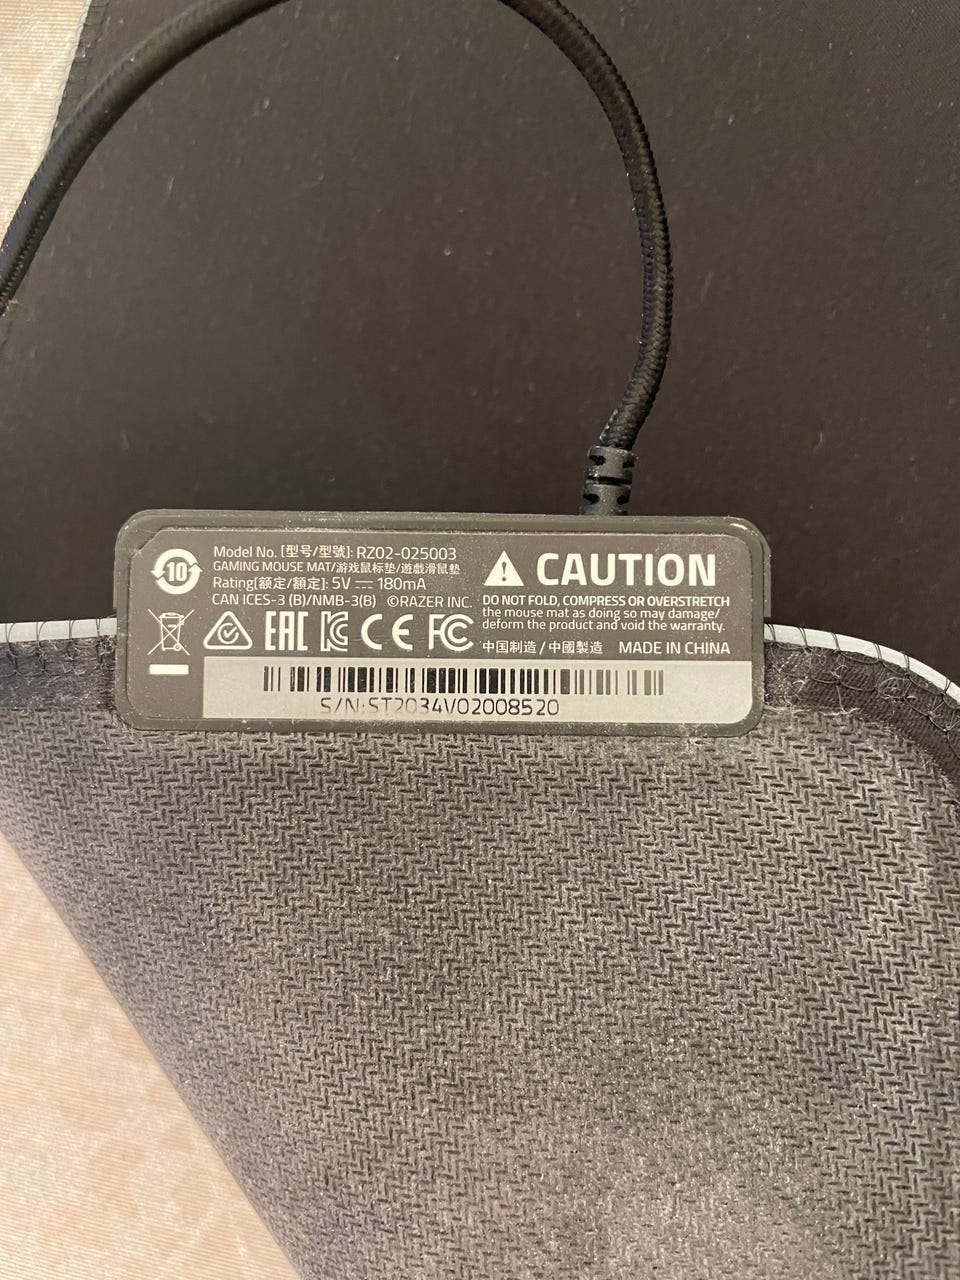 10
Model No. [型号/型號]: RZ02-025003
GAMING MOUSE MAT/游戏鼠标垫/遊戲滑鼠墊
Rating[额定/額定]: 5V ⎓ 180mA
CAN ICES-3 (B)/NMB-3(B) ©RAZER INC.
EAC KC CE FC
CAUTION
DO NOT FOLD, COMPRESS OR OVERSTRETCH
the mouse mat as doing so may damage/
deform the product and void the warranty.
中国制造 / 中國製造 MADE IN CHINA
S/N:ST2034V02008520